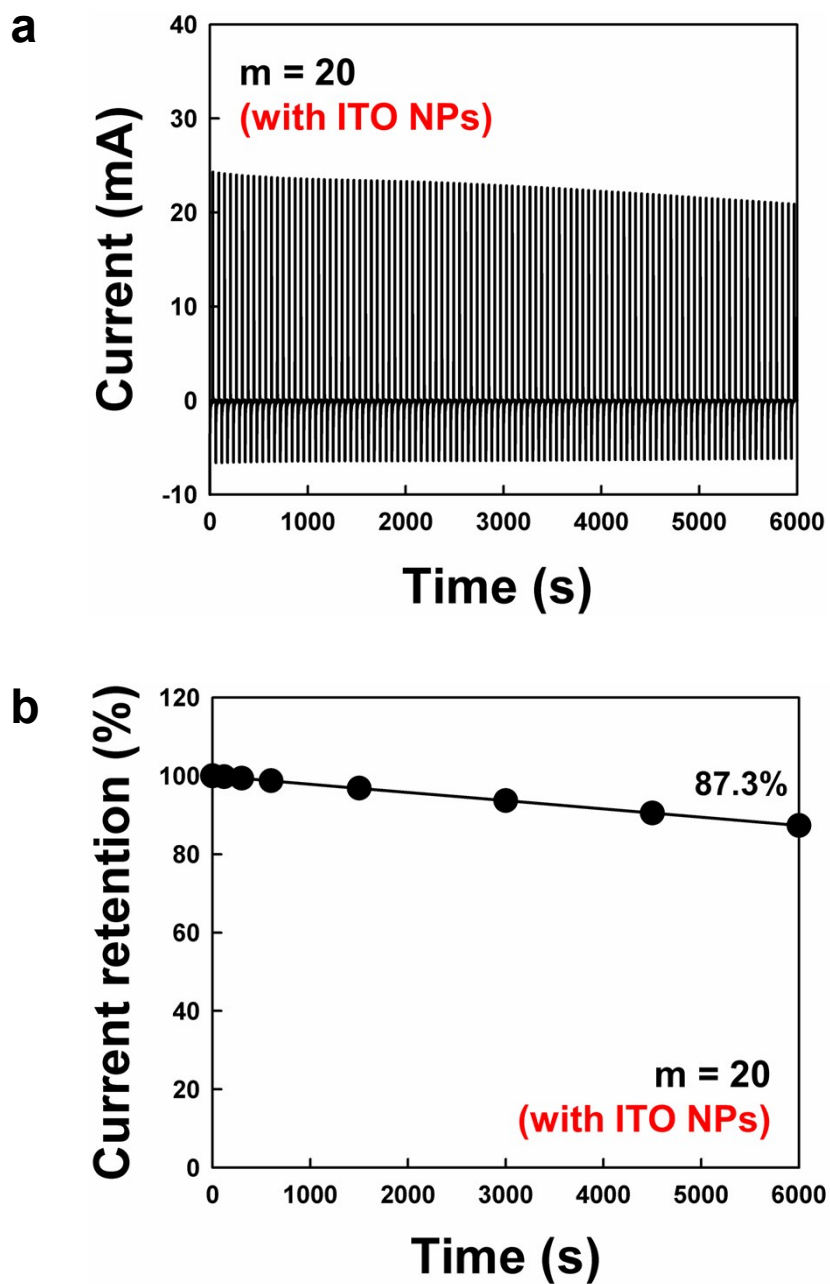 a
40
m = 20
(with ITO NPs)
30
20
10
0
-10
Current (mA)
0 1000 2000 3000 4000 5000 6000
Time (s)
b
120
100
87.3%
80
60
40
m = 20
20
(with ITO NPs)
0
Current retention (%)
0 1000 2000 3000 4000 5000 6000
Time (s)